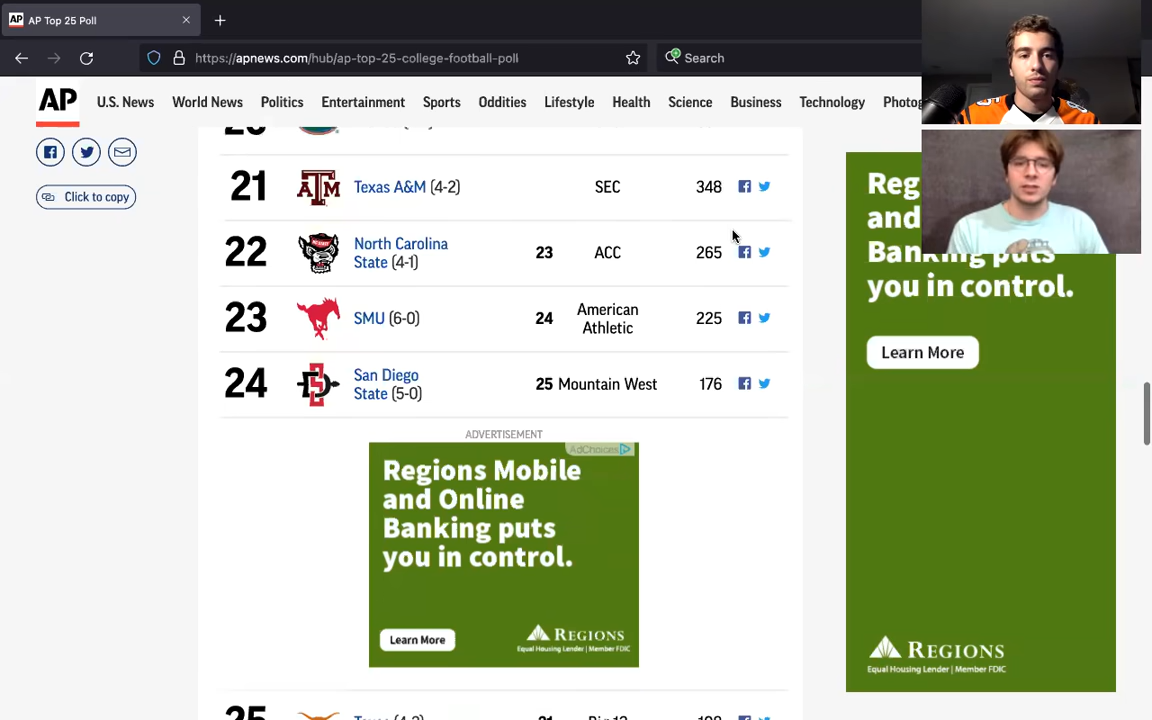 AP AP Top 25 Poll
https://apnews.com/hub/ap-top-25-college-football-poll
Search
AP U.S. News World News Politics Entertainment Sports Oddities Lifestyle Health Science Business Technology
Click to copy
21 Texas A&M (4-2) SEC 348
22 North Carolina
State (4-1) 23 ACC 265
23 SMU (6-0) 24 American
Athletic 225
24 San Diego
State (5-0) 25 Mountain West 176
ADVERTISEMENT
AdChoices
Regions Mobile
and Online
Banking puts
you in control.
Learn More
REGIONS
Equal Housing Lender | Member FDIC
25
you in control.
Learn More
REGIONS
Equal Housing Lender | Member FDIC